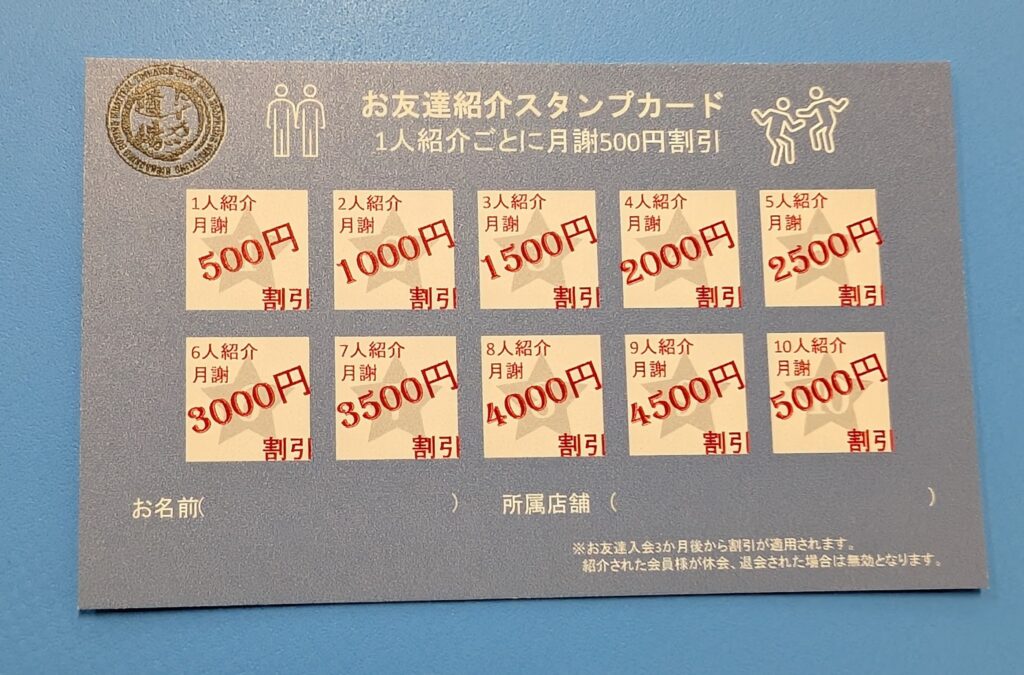 お友達紹介スタンプカード
1人紹介ごとに月謝500円割引
1人紹介
月謝
500円
割引
2人紹介
月謝
1000円
割引
3人紹介
月謝
1500円
割引
4人紹介
月謝
2000円
割引
5人紹介
月謝
2500円
割引
6人紹介
月謝
3000円
割引
7人紹介
月謝
3500円
割引
8人紹介
月謝
4000円
割引
9人紹介
月謝
4500円
割引
10人紹介
月謝
5000円
割引
お名前( )
所属店舗 ( )
※お友達入会3か月後から割引が適用されます。
紹介された会員様が休会、退会された場合は無効となります。